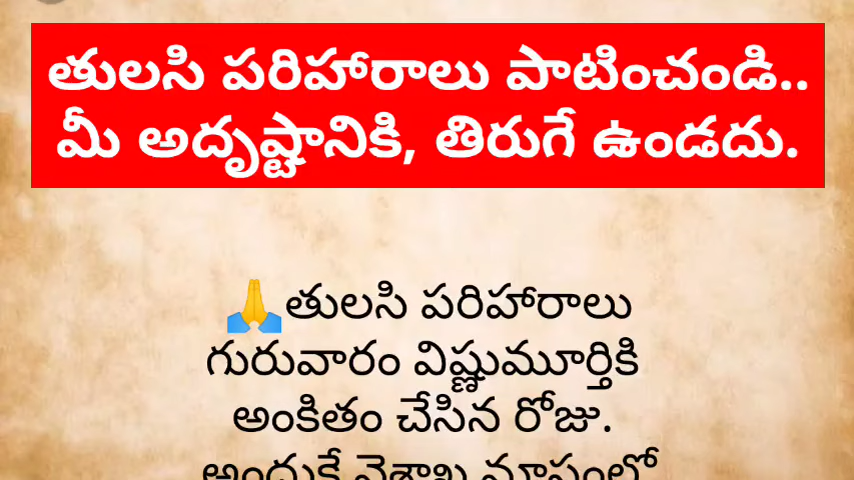 తులసి పరిహారాలు పాటించండి..
మీ అదృష్టానికి, తిరుగే ఉండదు.
🙏తులసి పరిహారాలు
గురువారం విష్ణుమూర్తికి
అంకితం చేసిన రోజు.
అందుకే వైశాఖ మాసంలో